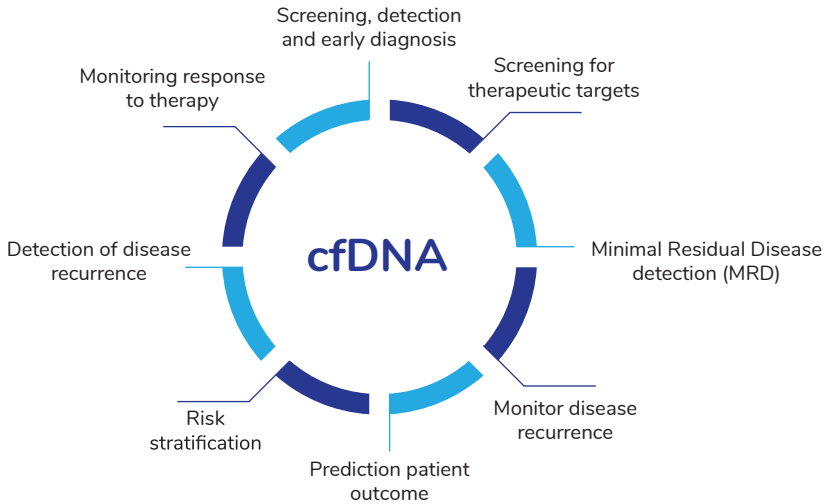 Screening, detection
and early diagnosis
Screening for
therapeutic targets
Minimal Residual Disease
detection (MRD)
Monitor disease
recurrence
Prediction patient
outcome
Risk
stratification
Detection of disease
recurrence
Monitoring response
to therapy
cfDNA